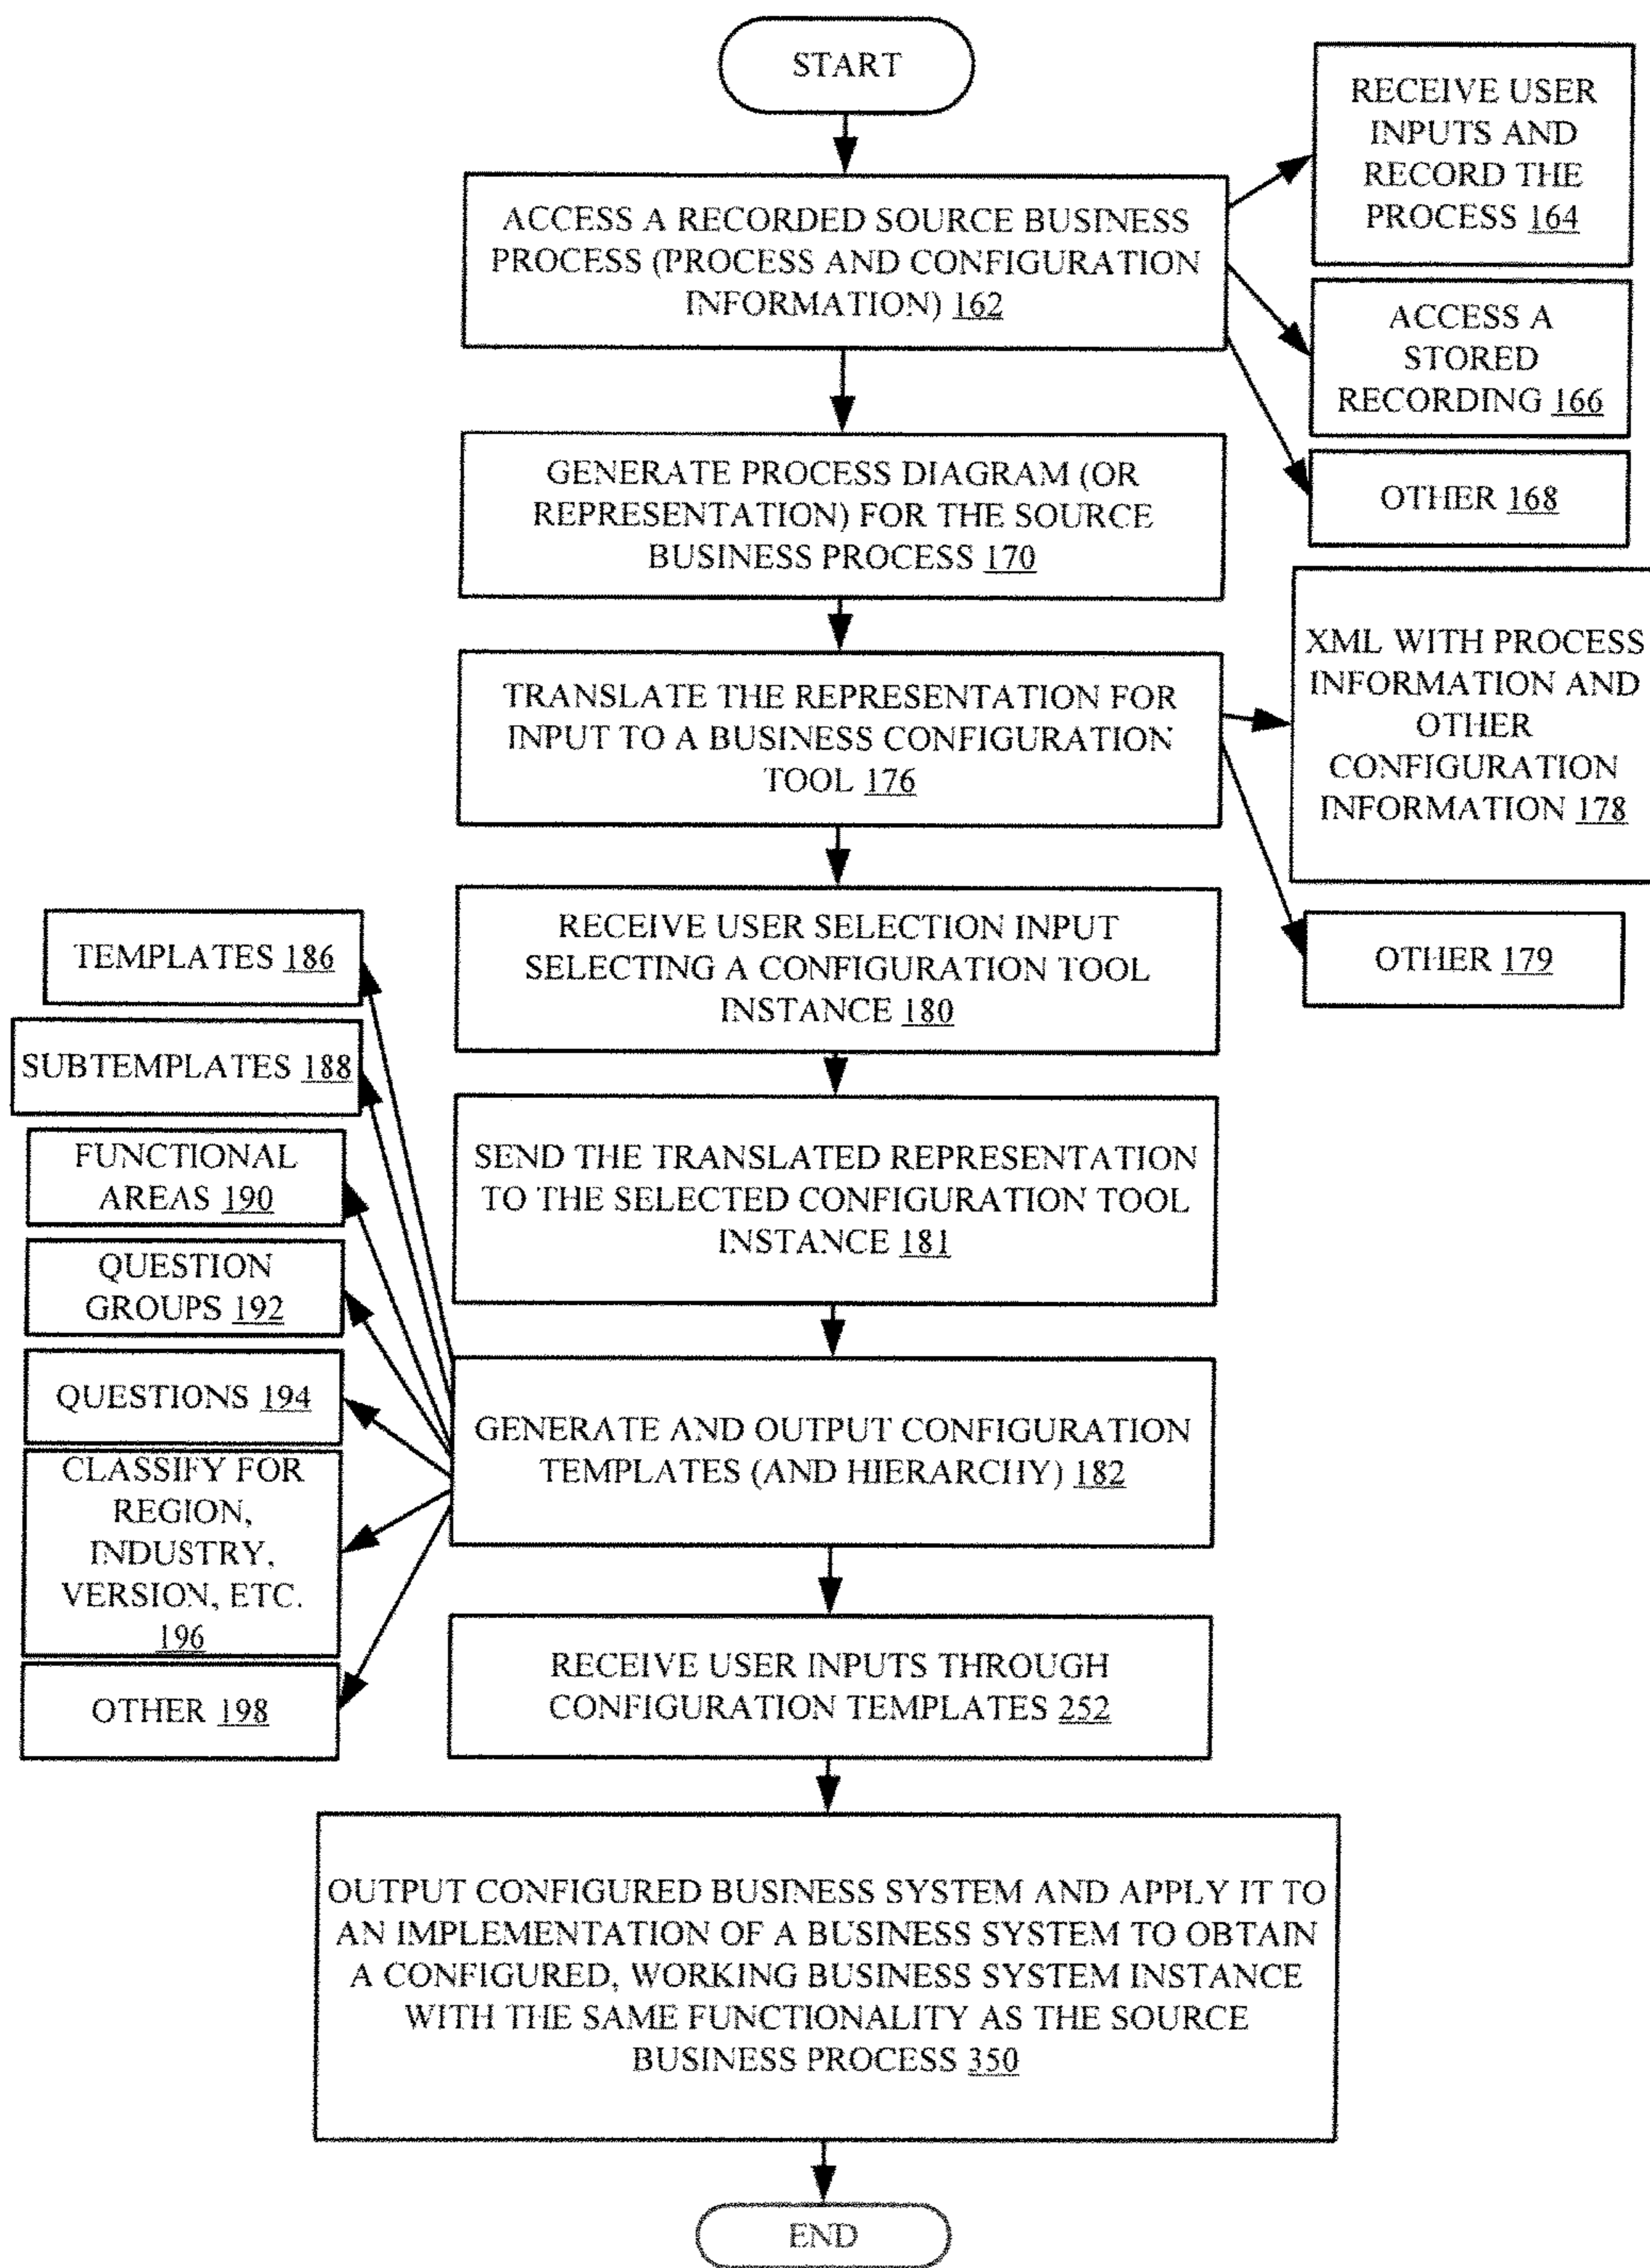 START
RECEIVE USER
INPUTS AND
RECORD THE
PROCESS 164
ACCESS A RECORDED SOURCE BUSINESS
PROCESS (PROCESS AND CONFIGURATION
INFORMATION) 162
ACCESS A
STORED
RECORDING 166
OTHER 168
GENERATE PROCESS DIAGRAM (OR
REPRESENTATION) FOR THE SOURCE
BUSINESS PROCESS 170
XML WITH PROCESS
INFORMATION AND
OTHER
CONFIGURATION
INFORMATION 178
TRANSLATE THE REPRESENTATION FOR
INPUT TO A BUSINESS CONFIGURATION
TOOL 176
OTHER 179
RECEIVE USER SELECTION INPUT
SELECTING A CONFIGURATION TOOL
INSTANCE 180
TEMPLATES 186
SUBTEMPLATES 188
FUNCTIONAL
AREAS 190
QUESTION
GROUPS 192
QUESTIONS 194
CLASSIFY FOR
REGION,
INDUSTRY,
VERSION, ETC.
196
OTHER 198
SEND THE TRANSLATED REPRESENTATION
TO THE SELECTED CONFIGURATION TOOL
INSTANCE 181
GENERATE AND OUTPUT CONFIGURATION
TEMPLATES (AND HIERARCHY) 182
RECEIVE USER INPUTS THROUGH
CONFIGURATION TEMPLATES 252
OUTPUT CONFIGURED BUSINESS SYSTEM AND APPLY IT TO
AN IMPLEMENTATION OF A BUSINESS SYSTEM TO OBTAIN
A CONFIGURED, WORKING BUSINESS SYSTEM INSTANCE
WITH THE SAME FUNCTIONALITY AS THE SOURCE
BUSINESS PROCESS 350
END